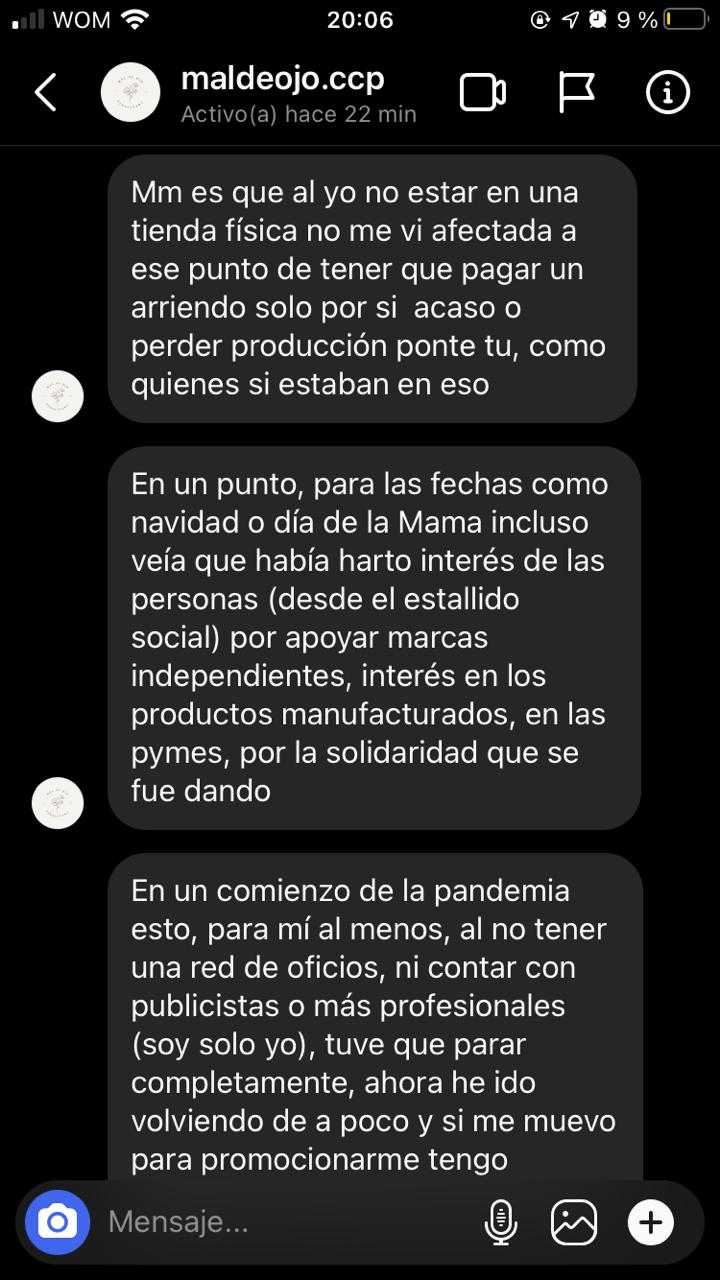 WOM 20:06 9 %
maldeojo.ccp
Activo(a) hace 22 min
Mm es que al yo no estar en una
tienda física no me vi afectada a
ese punto de tener que pagar un
arriendo solo por si  acaso o
perder producción ponte tu, como
quienes si estaban en eso
En un punto, para las fechas como
navidad o día de la Mama incluso
veía que había harto interés de las
personas (desde el estallido
social) por apoyar marcas
independientes, interés en los
productos manufacturados, en las
pymes, por la solidaridad que se
fue dando
En un comienzo de la pandemia
esto, para mí al menos, al no tener
una red de oficios, ni contar con
publicistas o más profesionales
(soy solo yo), tuve que parar
completamente, ahora he ido
volviendo de a poco y si me muevo
para promocionarme tengo
Mensaje...